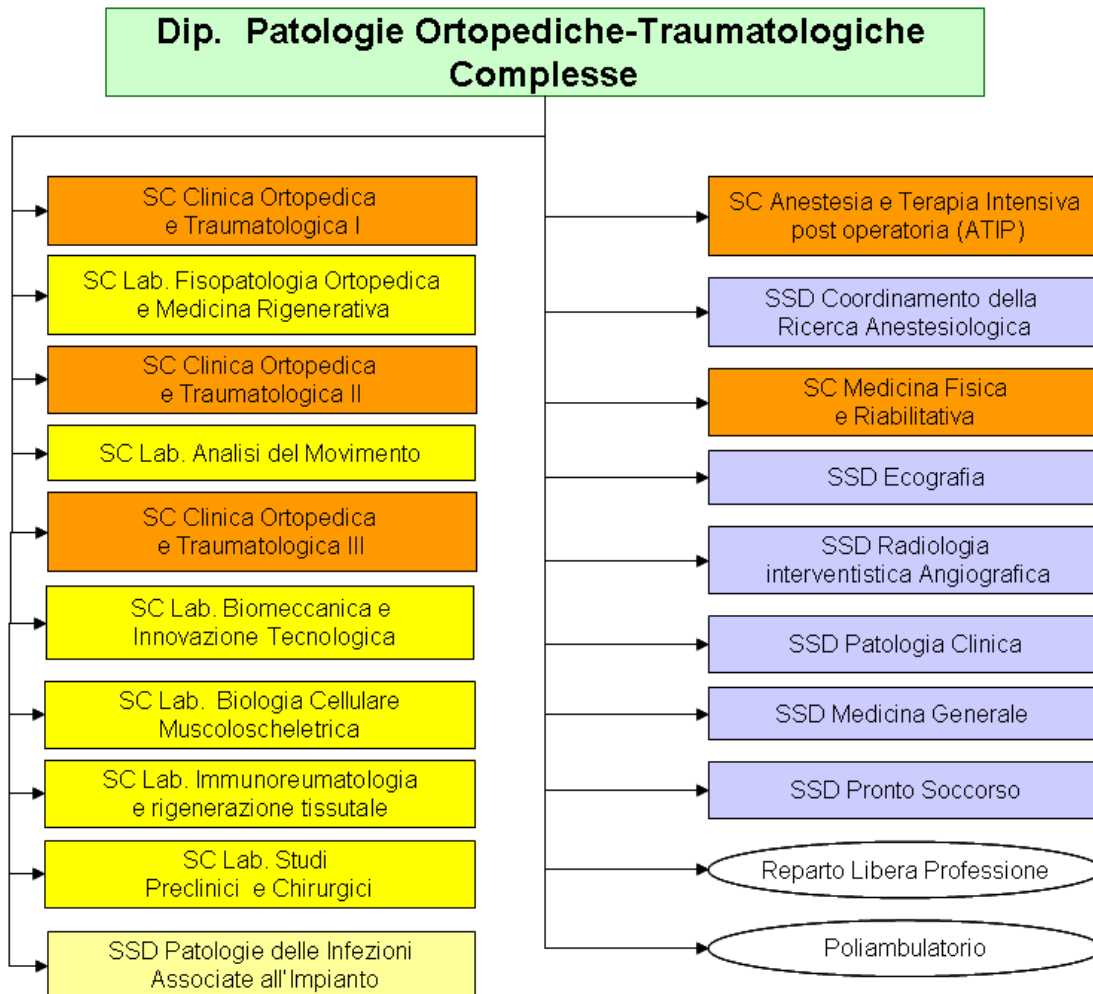 Dip. Patologie Ortopediche-Traumatologiche
Complesse
SC Clinica Ortopedica
e Traumatologica I
SC Lab. Fisopatologia Ortopedica
e Medicina Rigenerativa
SC Clinica Ortopedica
e Traumatologica II
SC Lab. Analisi del Movimento
SC Clinica Ortopedica
e Traumatologica III
SC Lab. Biomeccanica e
Innovazione Tecnologica
SC Lab. Biologia Cellulare
Muscoloscheletrica
SC Lab. Immunoreumatologia
e rigenerazione tissutale
SC Lab. Studi
Preclinici e Chirurgici
SSD Patologie delle Infezioni
Associate all'Impianto
SC Anestesia e Terapia Intensiva
post operatoria (ATIP)
SSD Coordinamento della
Ricerca Anestesiologica
SC Medicina Fisica
e Riabilitativa
SSD Ecografia
SSD Radiologia
interventistica Angiografica
SSD Patologia Clinica
SSD Medicina Generale
SSD Pronto Soccorso
Reparto Libera Professione
Poliambulatorio